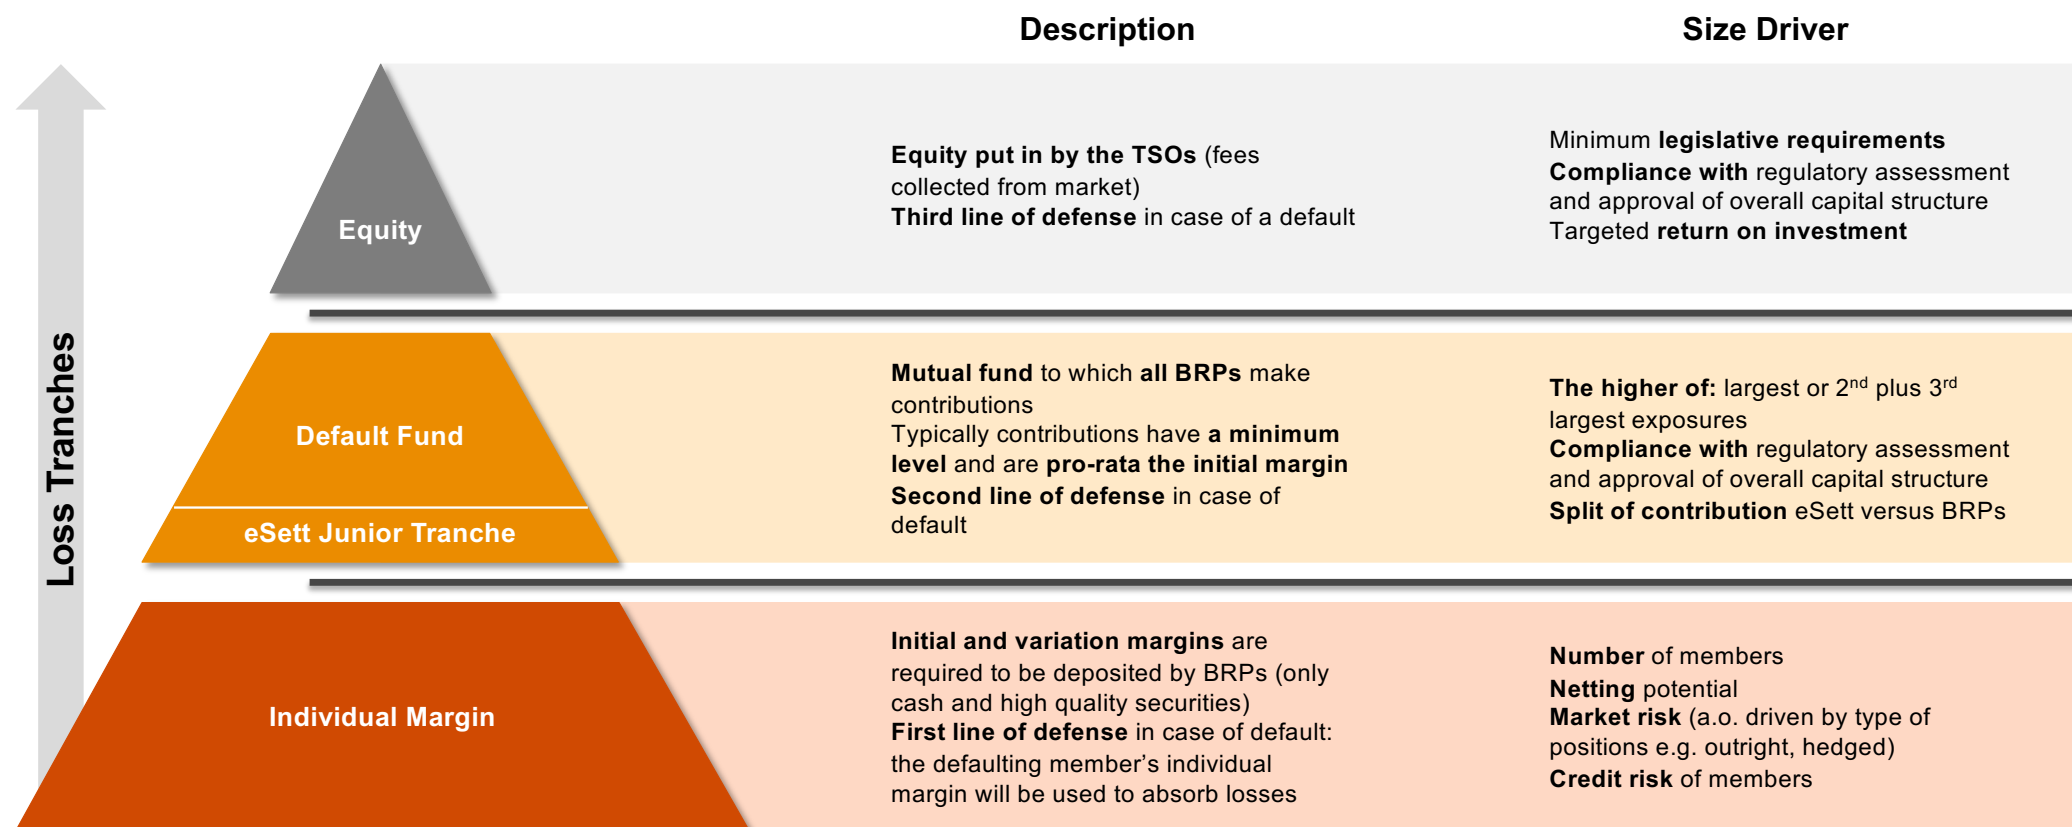 Description
Size Driver
Loss Tranches
Equity
Equity put in by the TSOs (fees
collected from market)
Third line of defense in case of a default
Minimum legislative requirements
Compliance with regulatory assessment
and approval of overall capital structure
Targeted return on investment
Default Fund
eSett Junior Tranche
Mutual fund to which all BRPs make
contributions
Typically contributions have a minimum
level and are pro-rata the initial margin
Second line of defense in case of
default
The higher of: largest or 2nd plus 3rd
largest exposures
Compliance with regulatory assessment
and approval of overall capital structure
Split of contribution eSett versus BRPs
Individual Margin
Initial and variation margins are
required to be deposited by BRPs (only
cash and high quality securities)
First line of defense in case of default:
the defaulting member’s individual
margin will be used to absorb losses
Number of members
Netting potential
Market risk (a.o. driven by type of
positions e.g. outright, hedged)
Credit risk of members